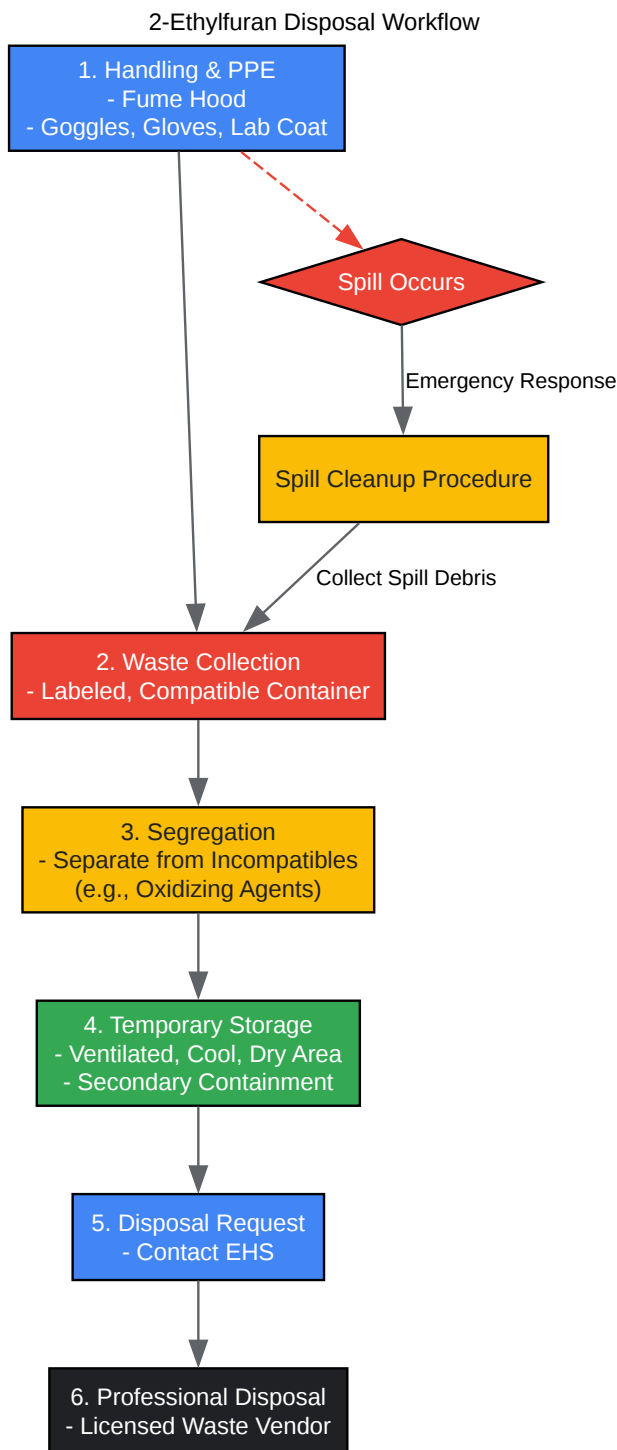 2-Ethylfuran Disposal Workflow
1. Handling & PPE
- Fume Hood
- Goggles, Gloves, Lab Coat
Spill Occurs
Emergency Response
Spill Cleanup Procedure
Collect Spill Debris
2. Waste Collection
- Labeled, Compatible Container
3. Segregation
- Separate from Incompatibles
(e.g., Oxidizing Agents)
4. Temporary Storage
- Ventilated, Cool, Dry Area
- Secondary Containment
5. Disposal Request
- Contact EHS
6. Professional Disposal
- Licensed Waste Vendor